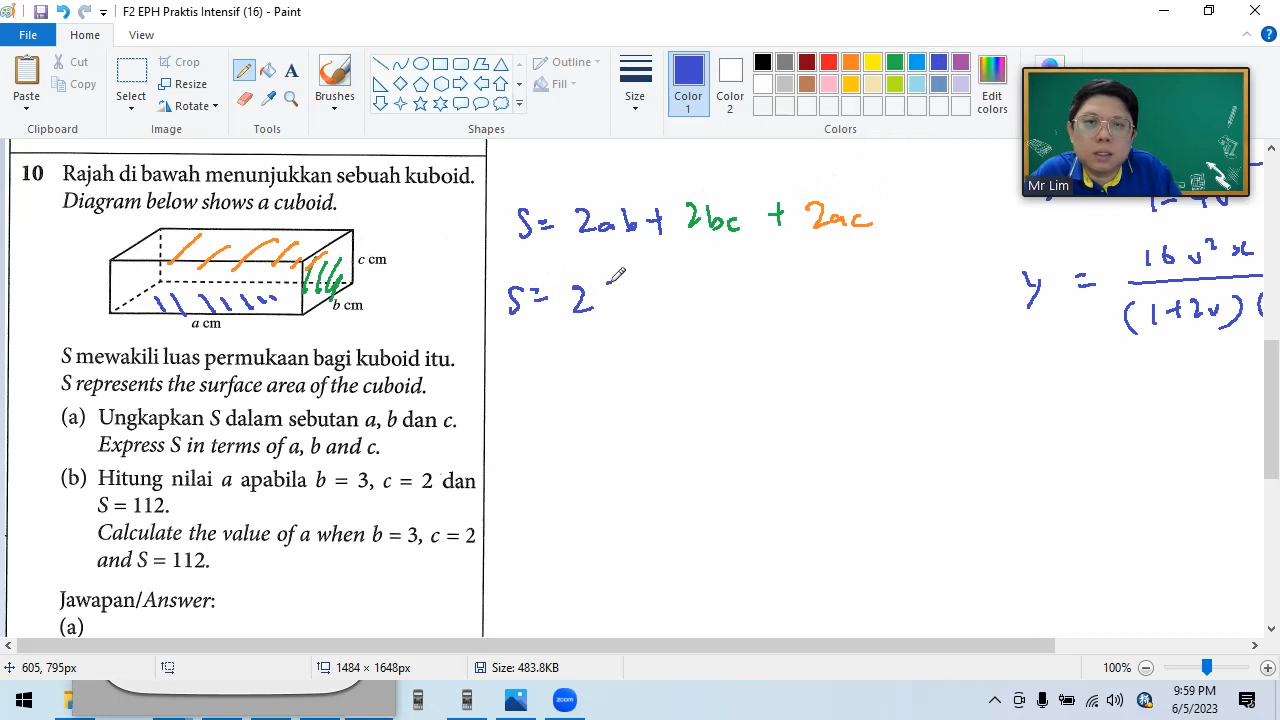 F2 EPH Praktis Intensif (16) - Paint
File Home View
Paste
Cut
Copy
Clipboard
Select
Crop
Resize
Rotate
Image
A
Tools
Brushes
Outline
Fill
Shapes
Size
Color 1
Color 2
Edit colors
Colors
Mr Lim
10 Rajah di bawah menunjukkan sebuah kuboid.
Diagram below shows a cuboid.
c cm
b cm
a cm
S mewakili luas permukaan bagi kuboid itu.
S represents the surface area of the cuboid.
(a) Ungkapkan S dalam sebutan a, b dan c.
Express S in terms of a, b and c.
(b) Hitung nilai a apabila b = 3, c = 2 dan
S = 112.
Calculate the value of a when b = 3, c = 2
and S = 112.
Jawapan/Answer:
(a)
S = 2ab + 2bc + 2ac
S = 2
y = 16v² x
(1+2v)(
605, 795px
1484 × 1648px
Size: 483.8KB
100%
zoom
9:59 PM
6/5/2023